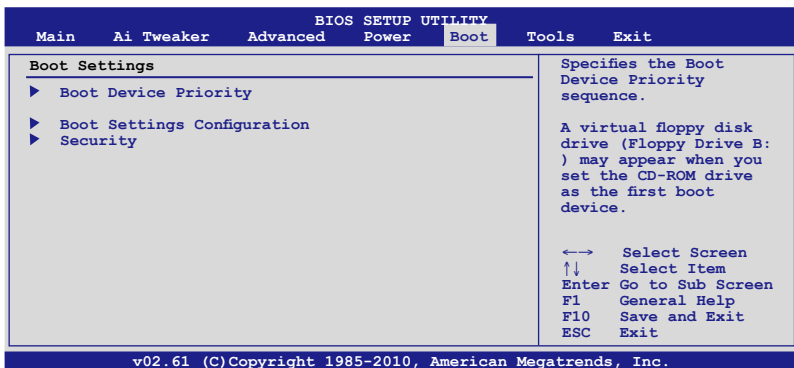 BIOS SETUP UTILITY
Main Ai Tweaker Advanced Power Boot Tools Exit
Boot Settings
Boot Device Priority
Boot Settings Configuration
Security
Specifies the Boot
Device Priority
sequence.
A virtual floppy disk
drive (Floppy Drive B:
) may appear when you
set the CD-ROM drive
as the first boot
device.
←→ Select Screen
↑↓ Select Item
Enter Go to Sub Screen
F1 General Help
F10 Save and Exit
ESC Exit
v02.61 (C)Copyright 1985-2010, American Megatrends, Inc.